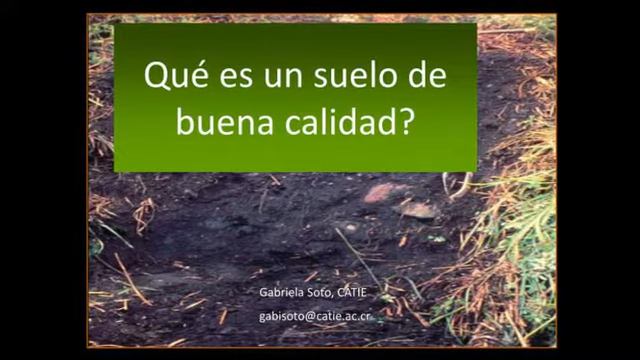 Qué es un suelo de
buena calidad?
Gabriela Soto, CATIE
gabisoto@catie.ac.cr